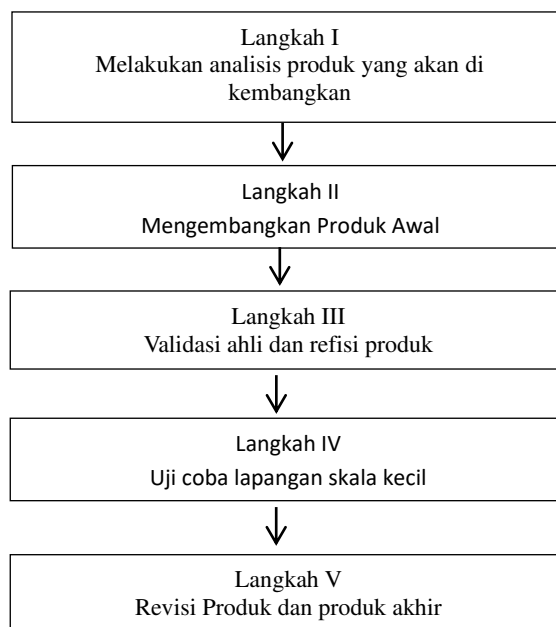 Langkah I
Melakukan analisis produk yang akan di
kembangkan
Langkah II
Mengembangkan Produk Awal
Langkah III
Validasi ahli dan refisi produk
Langkah IV
Uji coba lapangan skala kecil
Langkah V
Revisi Produk dan produk akhir